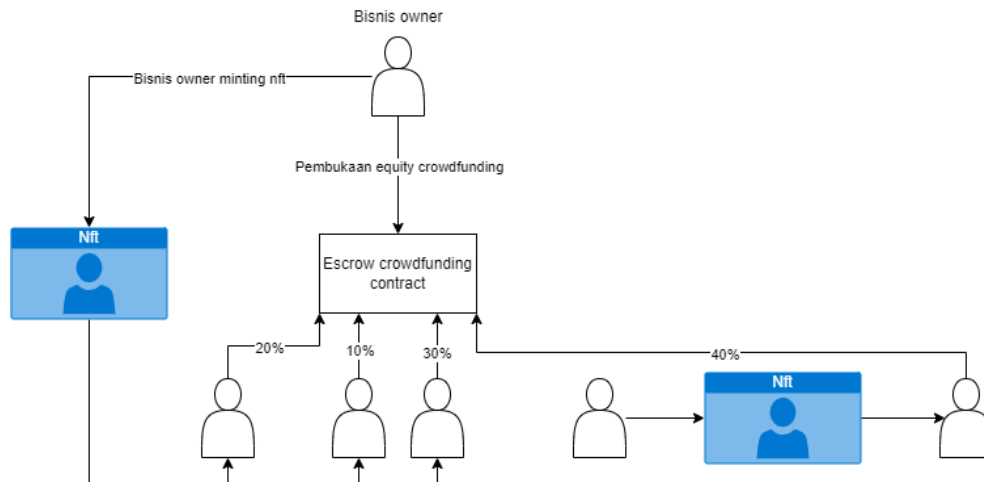 Bisnis owner
Bisnis owner minting nft
Pembukaan equity crowdfunding
Nft
Escrow crowdfunding
contract
20%
10%
30%
40%
Nft